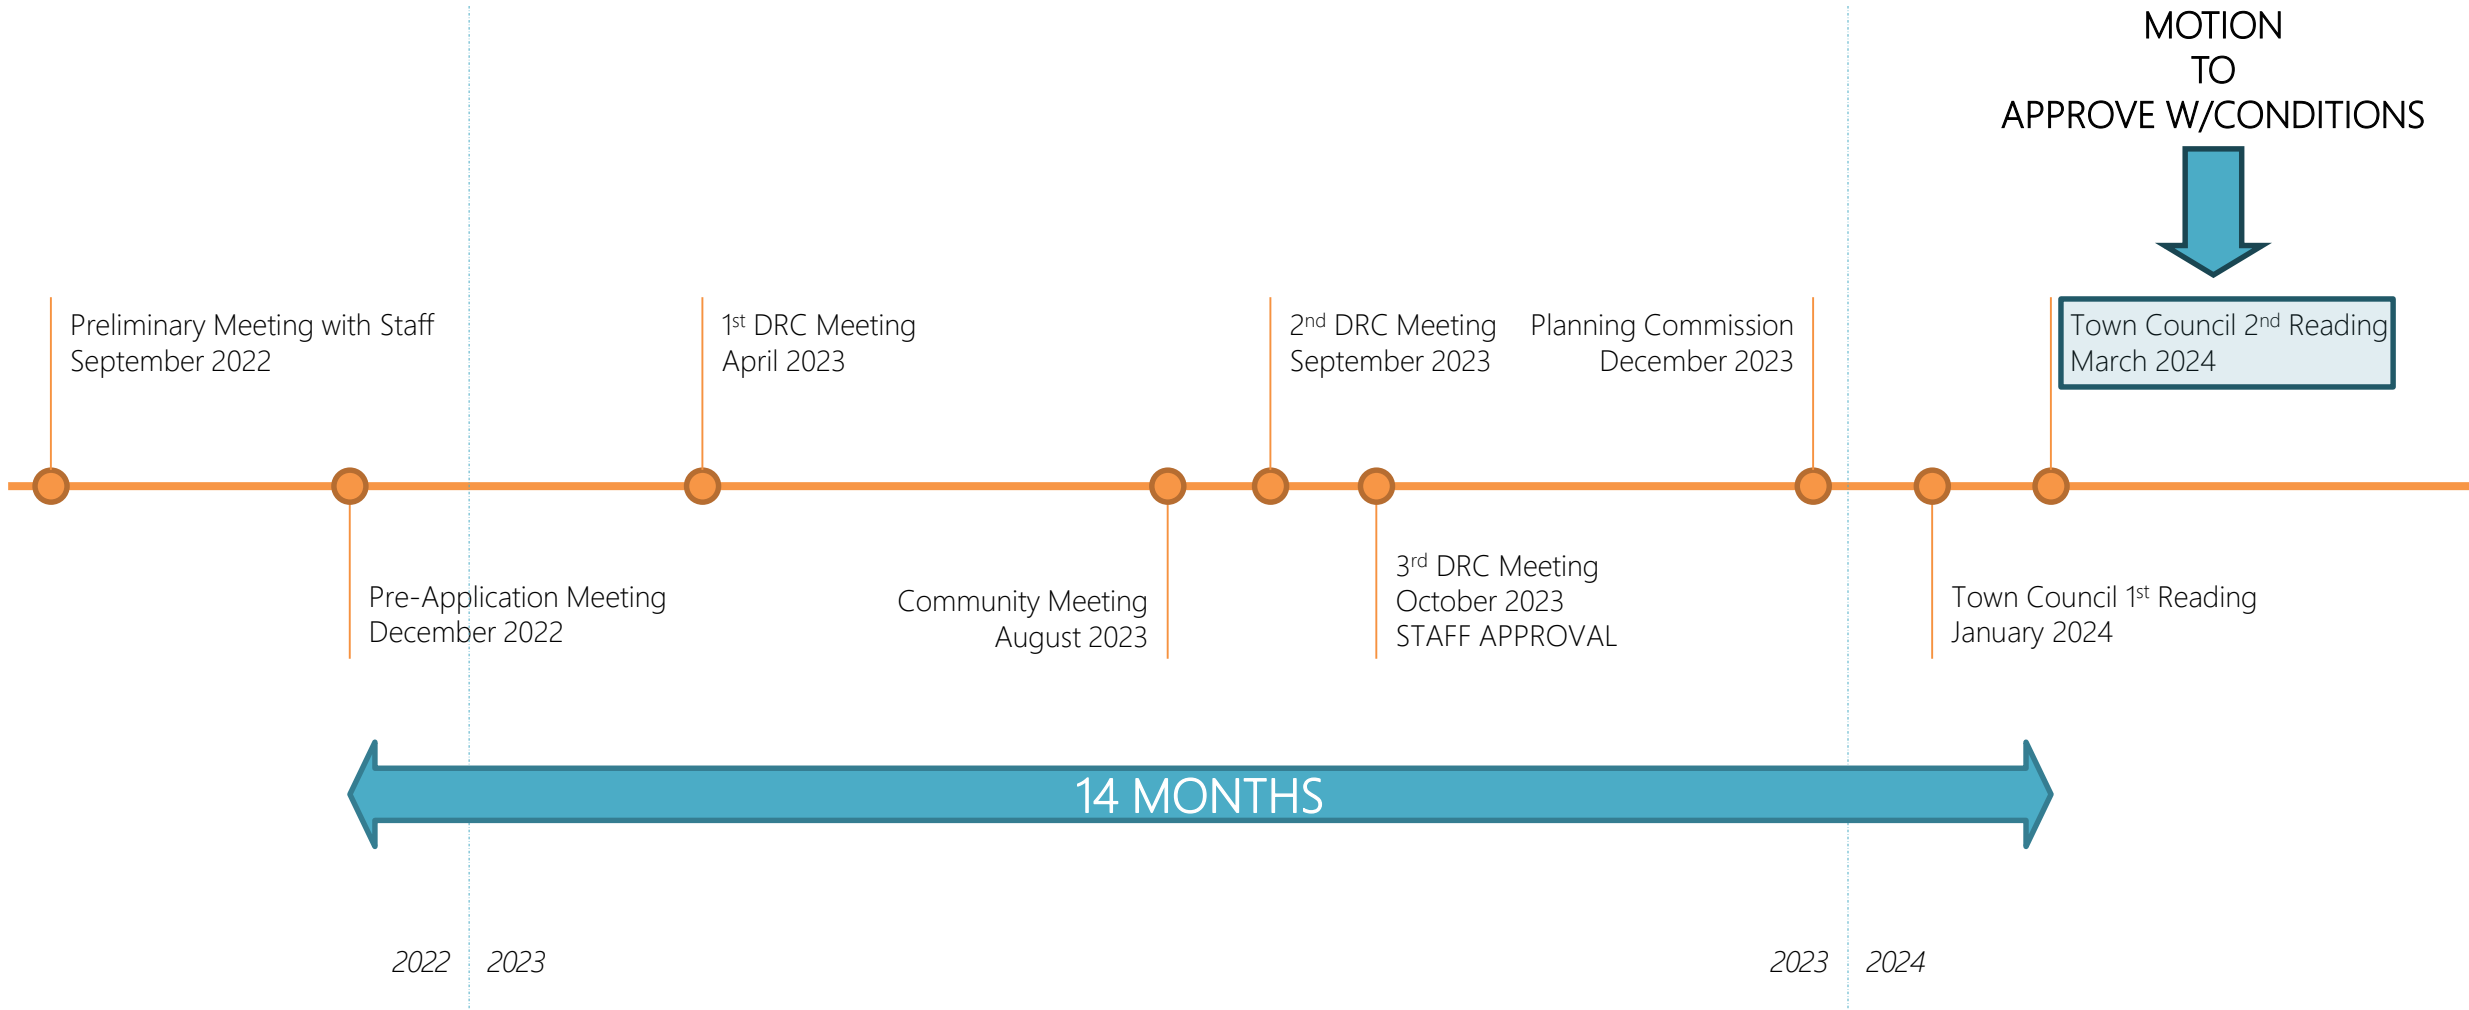 MOTION
TO
APPROVE W/CONDITIONS
Preliminary Meeting with Staff
September 2022
1st DRC Meeting
April 2023
2nd DRC Meeting
September 2023
Planning Commission
December 2023
Town Council 2nd Reading
March 2024
Pre-Application Meeting
December 2022
Community Meeting
August 2023
3rd DRC Meeting
October 2023
STAFF APPROVAL
Town Council 1st Reading
January 2024
14 MONTHS
2022
2023
2023
2024